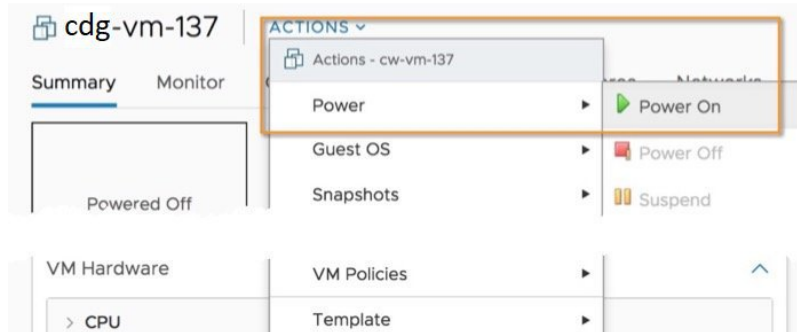 cdg-vm-137 ACTIONS
Actions - cw-vm-137
Summary Monitor Networks
Power Power On
Guest OS Power Off
Snapshots Suspend
Powered Off
VM Hardware VM Policies
CPU Template